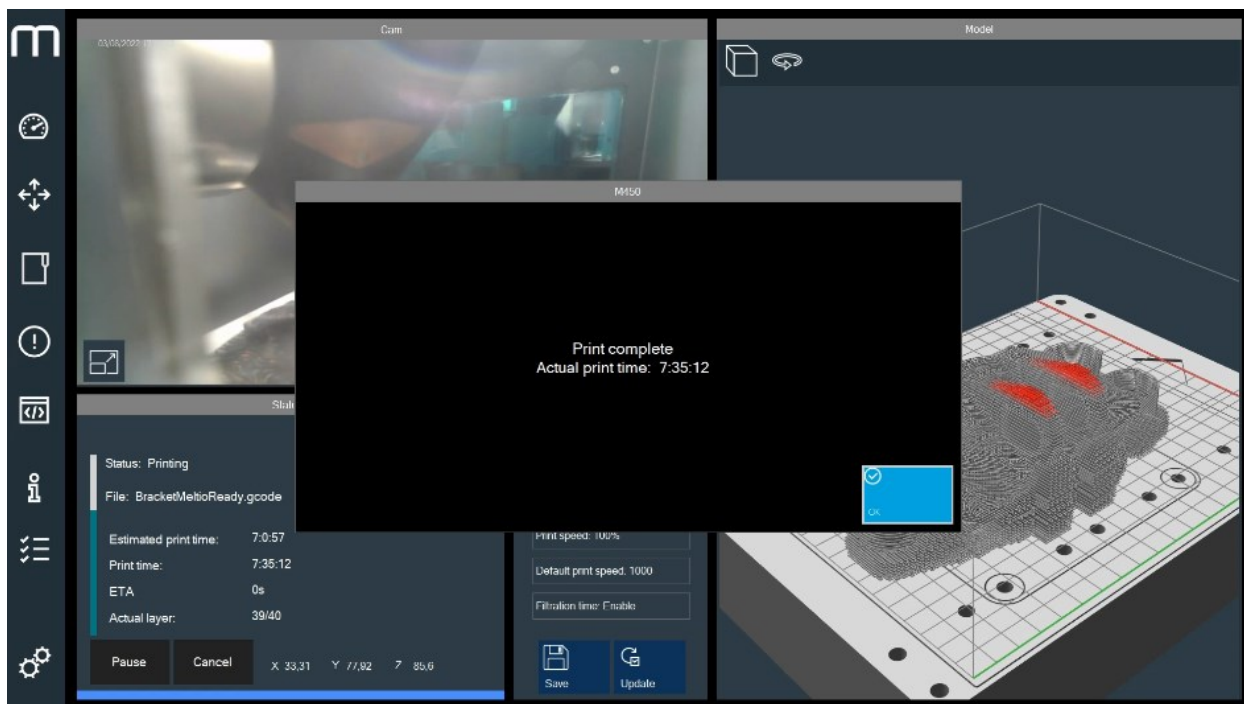 m
Cam
Model
M450
Print complete
Actual print time: 7:35:12
OK
Status: Printing
File: BracketMeltioReady.gcode
Estimated print time: 7:0:57
Print time: 7:35:12
ETA 0s
Actual layer: 39/40
Pause
Cancel
X 33,31 Y 77,92 Z 85,6
Print speed: 100%
Default print speed: 1000
Filtration time: Enable
Save
Update